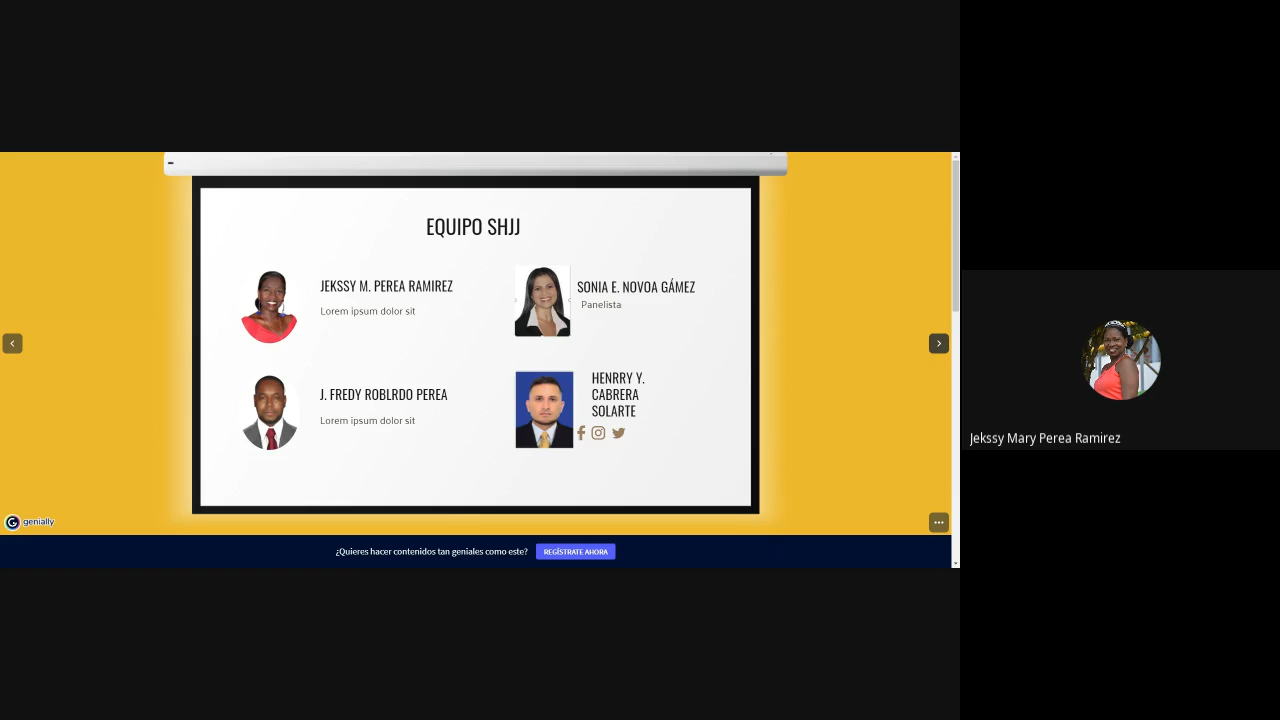 EQUIPO SHJJ
JEKSSY M. PEREA RAMIREZ
Lorem ipsum dolor sit
SONIA E. NOVOA GÁMEZ
Panelista
J. FREDY ROBLRDO PEREA
Lorem ipsum dolor sit
HENRRY Y.
CABRERA
SOLARTE
Jekssy Mary Perea Ramirez
G genially
¿Quieres hacer contenidos tan geniales como este? REGÍSTRATE AHORA